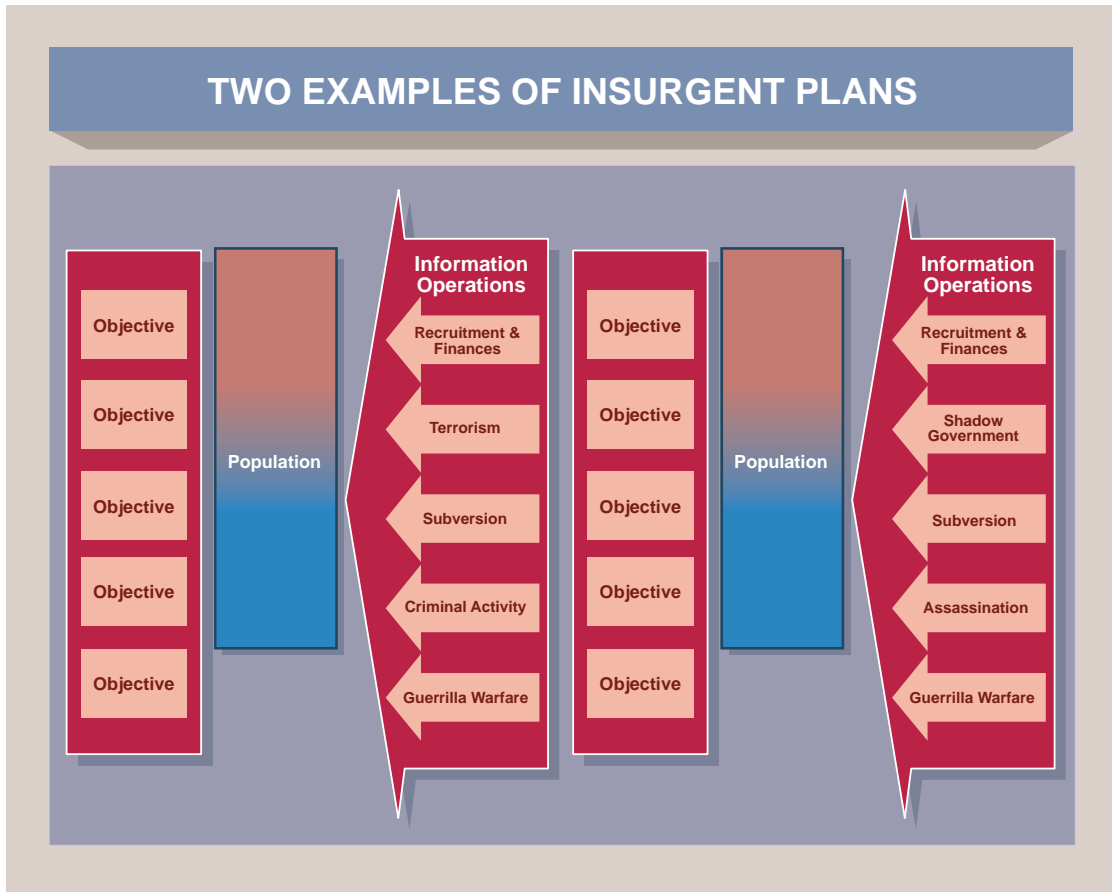 TWO EXAMPLES OF INSURGENT PLANS
Objective
Objective
Objective
Objective
Objective
Population
Information
Operations
Recruitment &
Finances
Terrorism
Subversion
Criminal Activity
Guerrilla Warfare
Objective
Objective
Objective
Objective
Objective
Population
Information
Operations
Recruitment &
Finances
Shadow
Government
Subversion
Assassination
Guerrilla Warfare